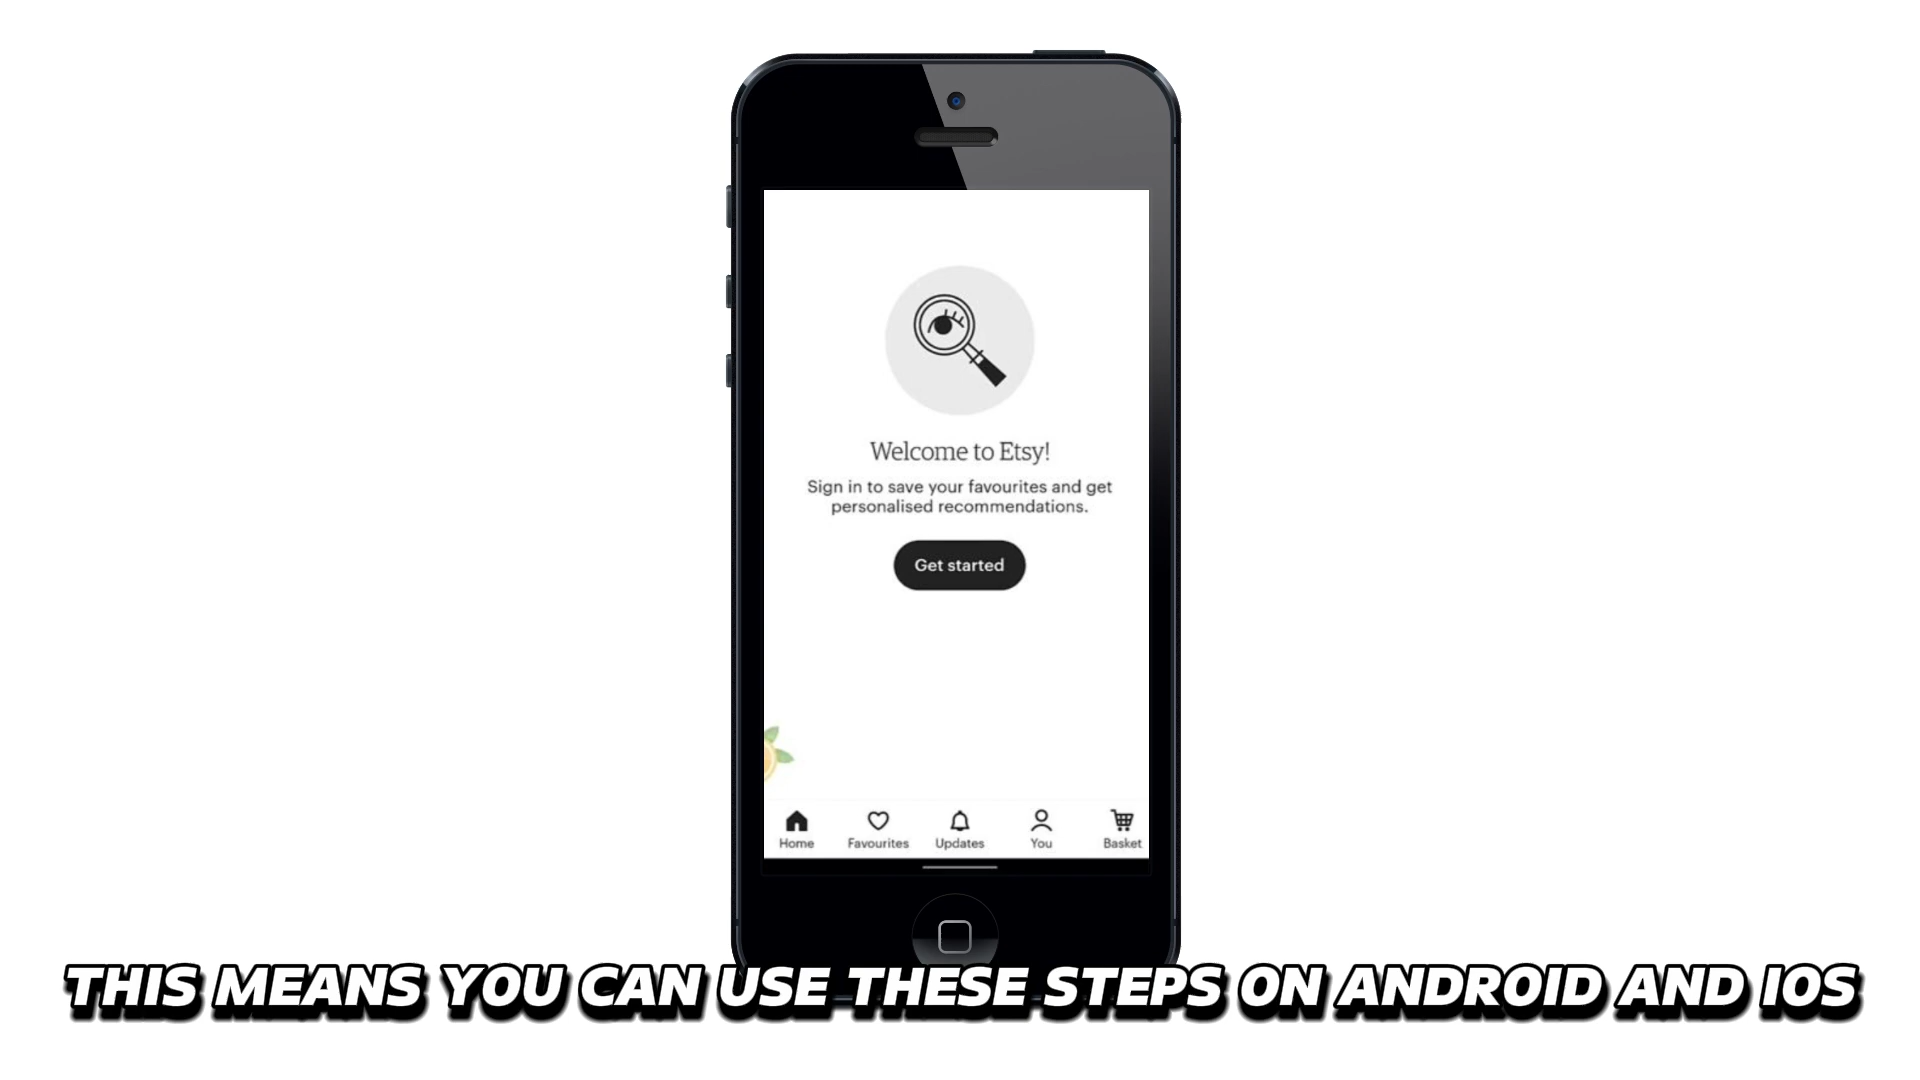 Welcome to Etsy!
Sign in to save your favourites and get
personalised recommendations.
Get started
Home Favourites Updates You Basket
THIS MEANS YOU CAN USE THESE STEPS ON ANDROID AND IOS